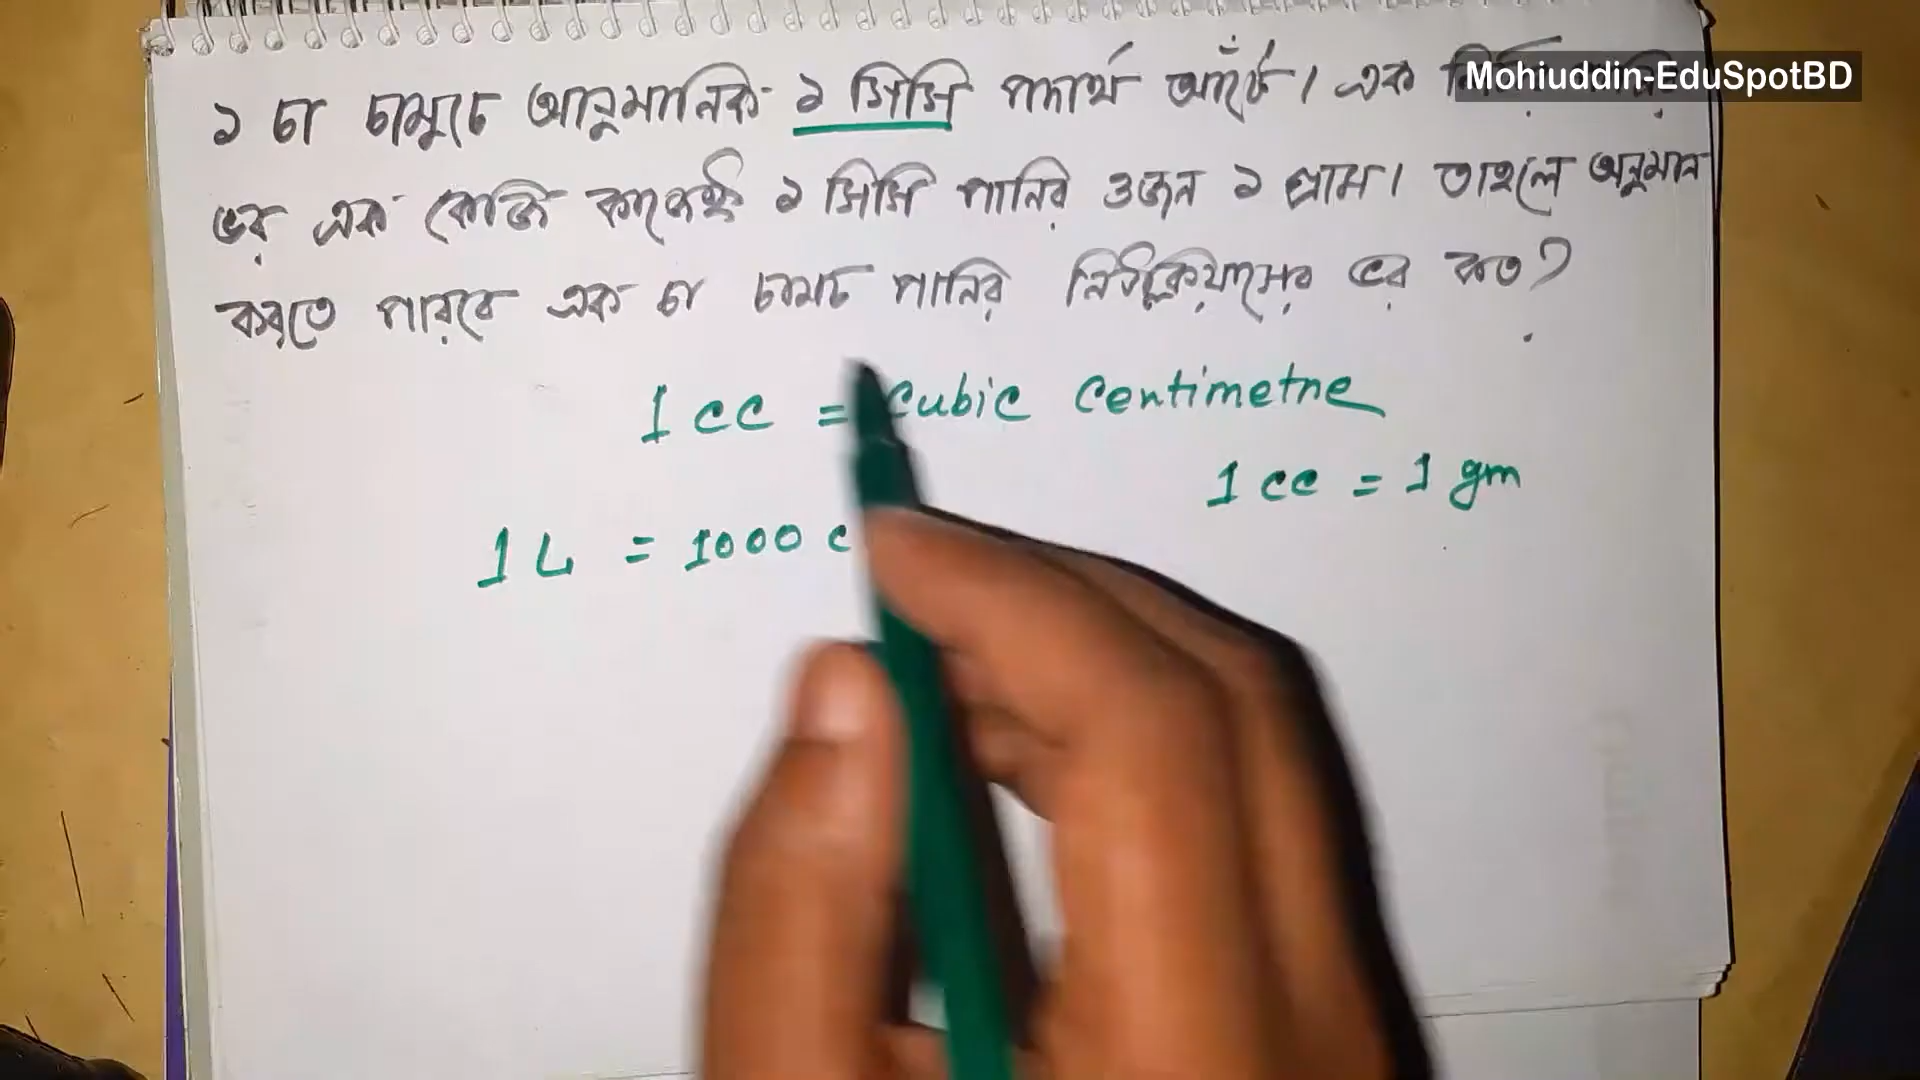 ১ চা চামুচে আনুমানিক ১ সিসি পদার্থ আঁটে। এক
Mohiuddin-EduSpotBD
ভর এক কেজি কাজেই ১ সিসি পানির ওজন ১ গ্রাম। তাহলে অনুমান
করতে পারবে এক চা চামচ পানির নিউক্লিয়াসের ভর কত?
1 cc = cubic centimetre
1 cc = 1 gm
1 L = 1000 c